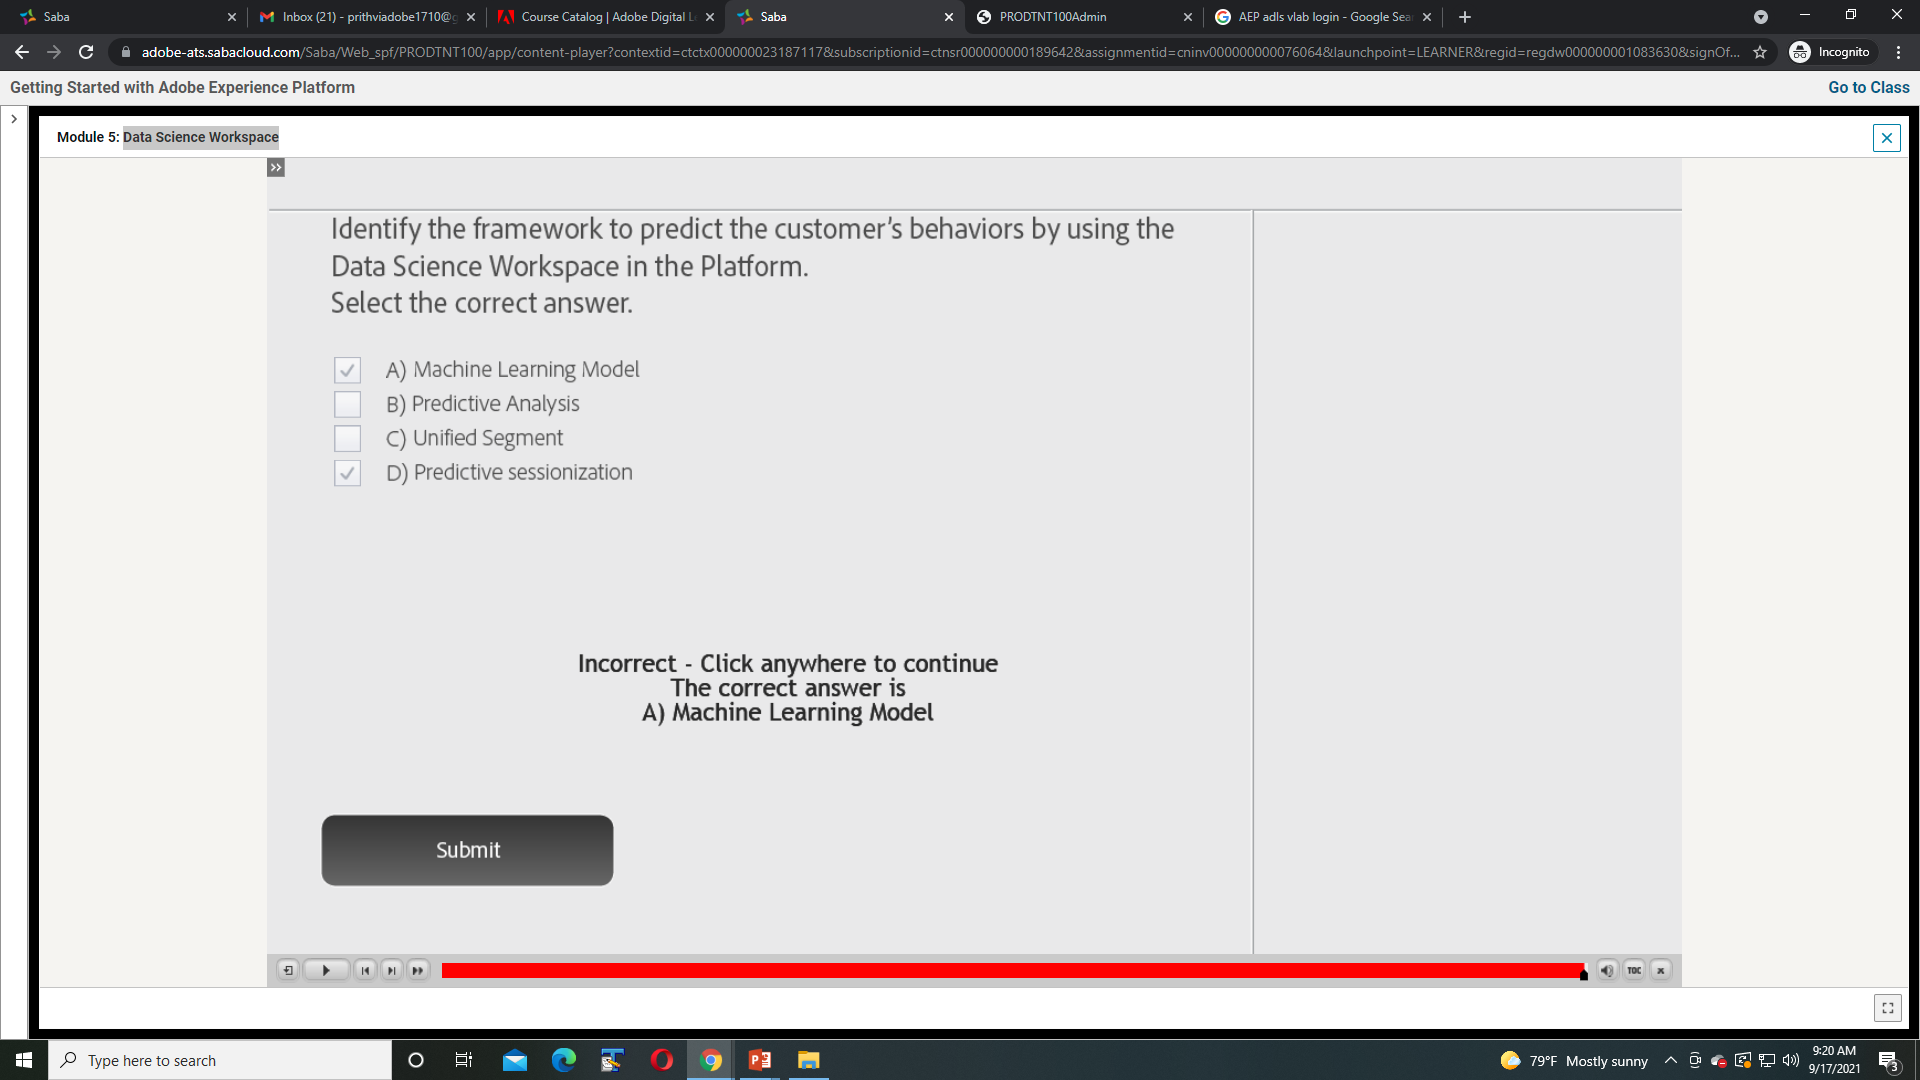 Saba
Inbox (21) - prithviadobe1710@g
Course Catalog | Adobe Digital L
Saba
PRODTNT100Admin
AEP adls vlab login - Google Sea
adobe-ats.sabacloud.com/Saba/Web_spf/PRODTNT100/app/content-player?contextid=ctctx000000023187117&subscriptionid=ctnsr000000000189642&assignmentid=cninv000000000076064&launchpoint=LEARNER&regid=regdw000000001083630&signOf...
Incognito
Getting Started with Adobe Experience Platform
Go to Class
Module 5: Data Science Workspace
Identify the framework to predict the customer's behaviors by using the
Data Science Workspace in the Platform.
Select the correct answer.
A) Machine Learning Model
B) Predictive Analysis
C) Unified Segment
D) Predictive sessionization
Incorrect - Click anywhere to continue
The correct answer is
A) Machine Learning Model
Submit
TOC
Type here to search
79°F Mostly sunny
9:20 AM
9/17/2021
3